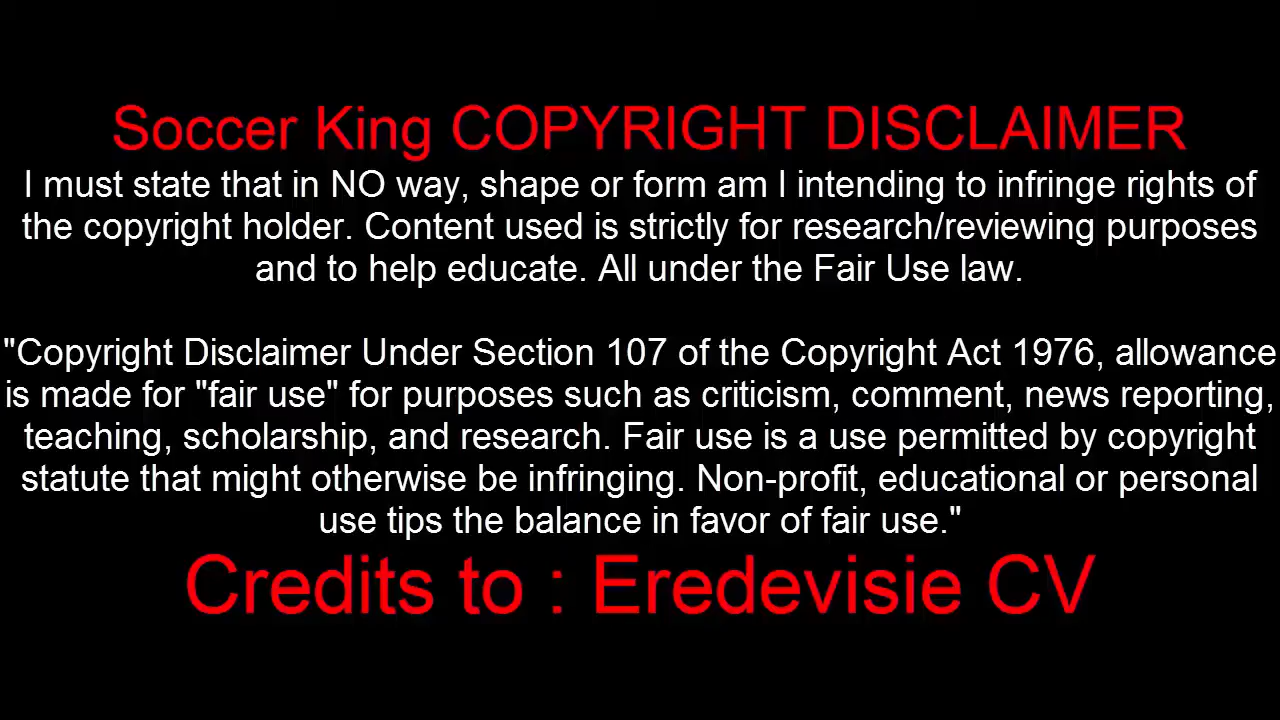 Soccer King COPYRIGHT DISCLAIMER
I must state that in NO way, shape or form am I intending to infringe rights of
the copyright holder. Content used is strictly for research/reviewing purposes
and to help educate. All under the Fair Use law.
"Copyright Disclaimer Under Section 107 of the Copyright Act 1976, allowance
is made for "fair use" for purposes such as criticism, comment, news reporting,
teaching, scholarship, and research. Fair use is a use permitted by copyright
statute that might otherwise be infringing. Non-profit, educational or personal
use tips the balance in favor of fair use."
Credits to : Eredevisie CV